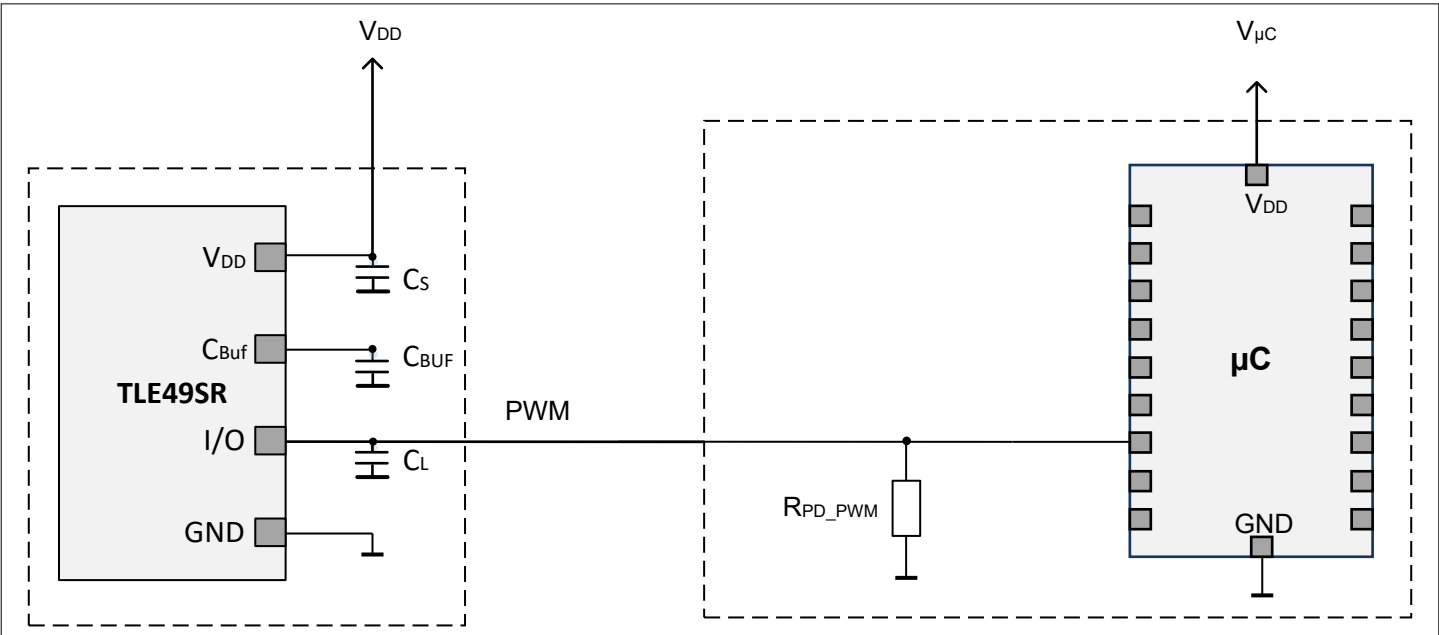 VDD
VµC
VDD
VDD
CS
CBuf
CBUF
µC
TLE49SR
PWM
I/O
CL
RPD_PWM
GND
GND